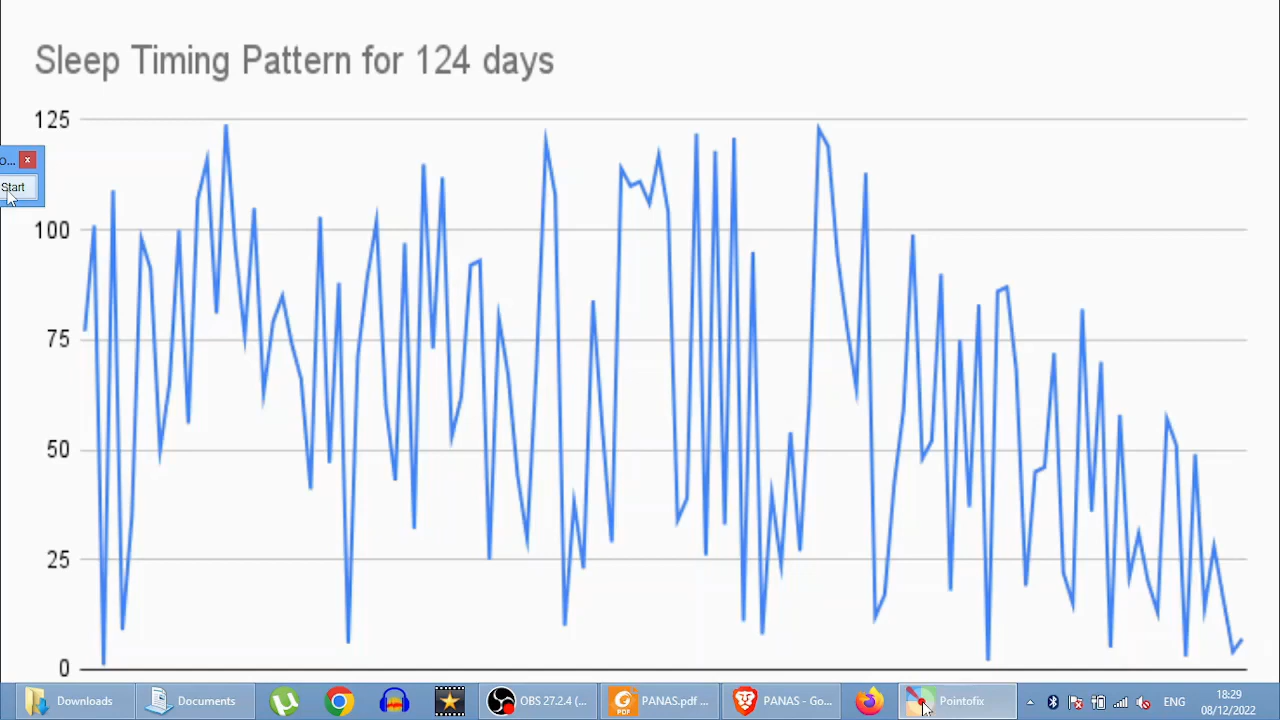 Sleep Timing Pattern for 124 days
125
o...
x
Start
100
75
50
25
0
Downloads
Documents
OBS 27.2.4 (...
PDF
PANAS.pdf ...
PANAS - Go...
Pointofix
ENG
18:29
08/12/2022